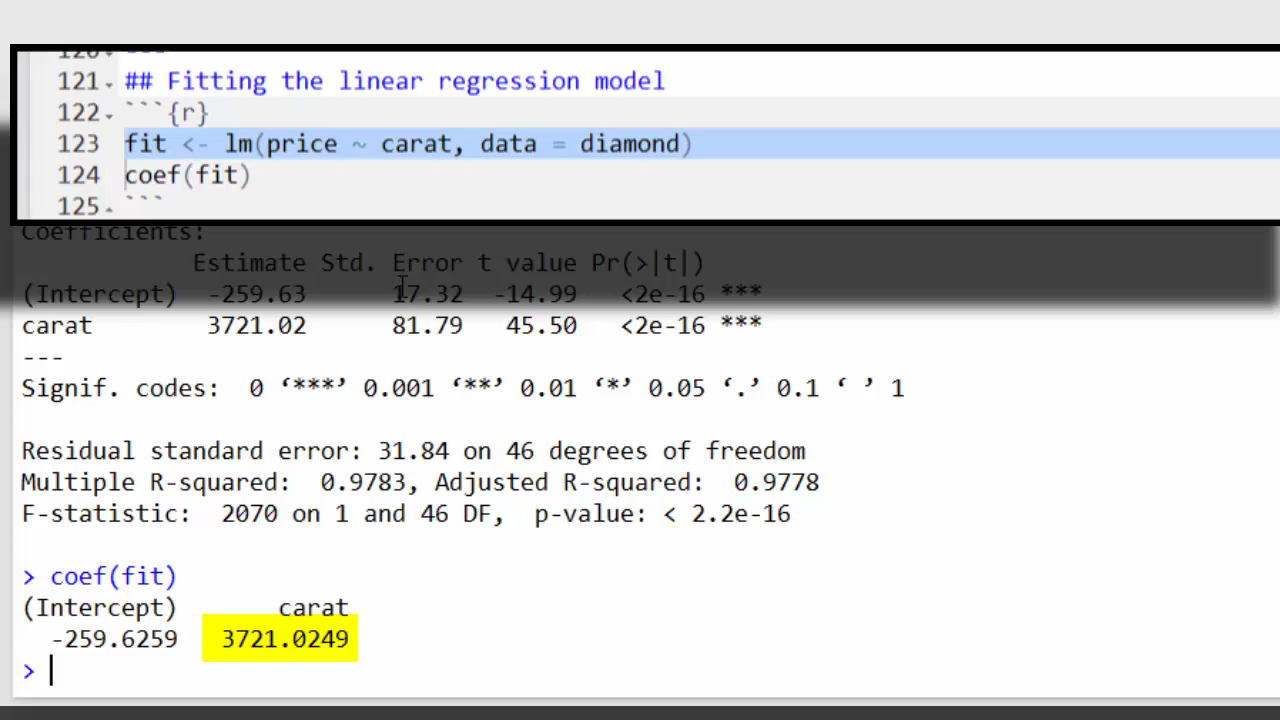 120
121 ## Fitting the linear regression model
122 ```{r}
123 fit <- lm(price ~ carat, data = diamond)
124 coef(fit)
125 ```
Coefficients:
Estimate Std. Error t value Pr(>|t|)
(Intercept) -259.63 17.32 -14.99 <2e-16 ***
carat 3721.02 81.79 45.50 <2e-16 ***
---
Signif. codes: 0 ‘***’ 0.001 ‘**’ 0.01 ‘*’ 0.05 ‘.’ 0.1 ‘ ’ 1
Residual standard error: 31.84 on 46 degrees of freedom
Multiple R-squared: 0.9783, Adjusted R-squared: 0.9778
F-statistic: 2070 on 1 and 46 DF, p-value: < 2.2e-16
> coef(fit)
(Intercept) carat
-259.6259 3721.0249
>